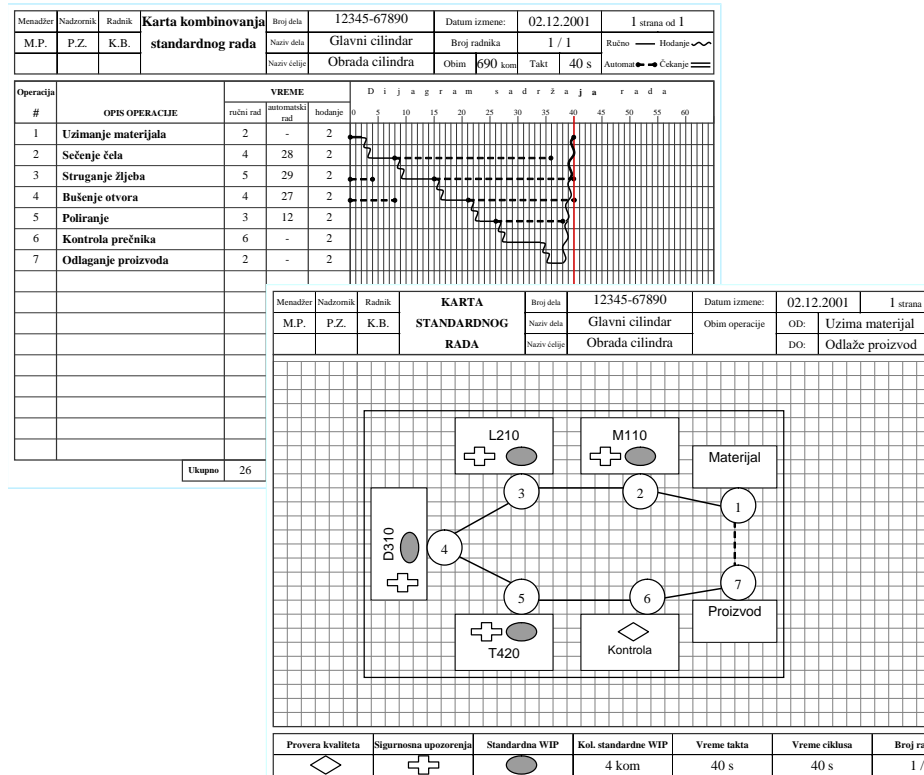 Menadžer Nadzornik Radnik Karta kombinovanja Broj dela 12345-67890 Datum izmene: 02.12.2001 1 strana od 1
M.P. P.Z. K.B. standardnog rada Naziv dela Glavni cilindar Broj radnika 1 / 1 Ručno Hodanje
Naziv ćelije Obrada cilindra Obim 690 kom Takt 40 s Automat Čekanje
Operacija VREME Dijagram sadržaja rada
# OPIS OPERACIJE ručni rad automatski rad hodanje 0 5 10 15 20 25 30 35 40 45 50 55 60
1 Uzimanje materijala 2 - 2
2 Sečenje čela 4 28 2
3 Struganje žljeba 5 29 2
4 Bušenje otvora 4 27 2
5 Poliranje 3 12 2
6 Kontrola prečnika 6 - 2
7 Odlaganje proizvoda 2 - 2
Ukupno 26
Menadžer Nadzornik Radnik KARTA Broj dela 12345-67890 Datum izmene: 02.12.2001 1 strana
M.P. P.Z. K.B. STANDARDNOG Naziv dela Glavni cilindar Obim operacije OD: Uzima materijal
RADA Naziv ćelije Obrada cilindra DO: Odlaže proizvod
L210 M110
Materijal
3 2 1
D310
4
5 6 7
Proizvod
T420 Kontrola
Provera kvaliteta Sigurnosna upozorenja Standardna WIP Kol. standardne WIP Vreme takta Vreme ciklusa
4 kom 40 s 40 s 1 /